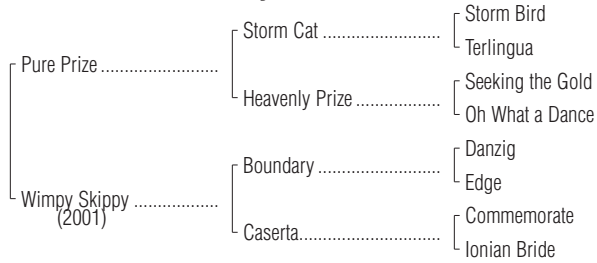 Storm Bird
Storm Cat ........................
Terlingua
Pure Prize ........................
Seeking the Gold
Heavenly Prize .................
Oh What a Dance
Danzig
Boundary .........................
Edge
Wimpy Skippy .................
(2001)
Commemorate
Caserta.............................
Ionian Bride